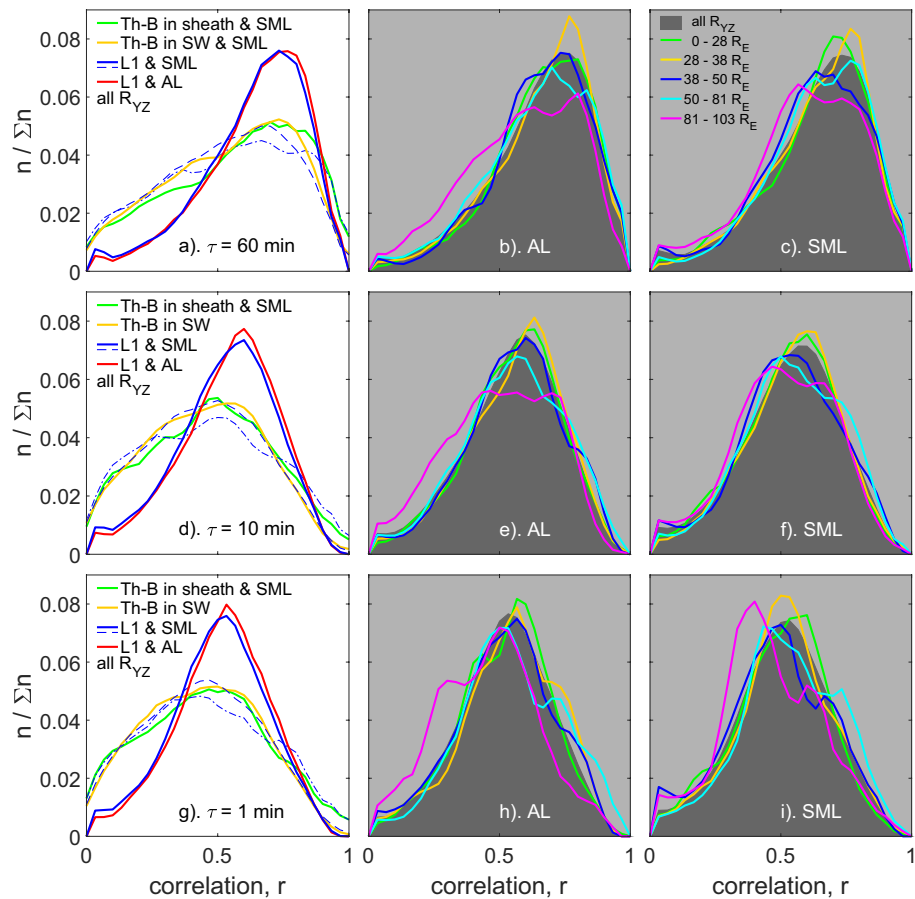 0.08
0.06
0.04
0.02
0
n / Σn
Th-B in sheath & SML
Th-B in SW & SML
L1 & SML
L1 & AL
all R_YZ
a). τ = 60 min
b). AL
all R_YZ
0 - 28 R_E
28 - 38 R_E
38 - 50 R_E
50 - 81 R_E
81 - 103 R_E
c). SML
0.08
0.06
0.04
0.02
0
n / Σn
Th-B in sheath & SML
Th-B in SW
L1 & SML
L1 & AL
all R_YZ
d). τ = 10 min
e). AL
f). SML
0.08
0.06
0.04
0.02
0
n / Σn
Th-B in sheath & SML
Th-B in SW
L1 & SML
L1 & AL
all R_YZ
g). τ = 1 min
h). AL
i). SML
0 0.5 1 0 0.5 1 0 0.5 1
correlation, r correlation, r correlation, r